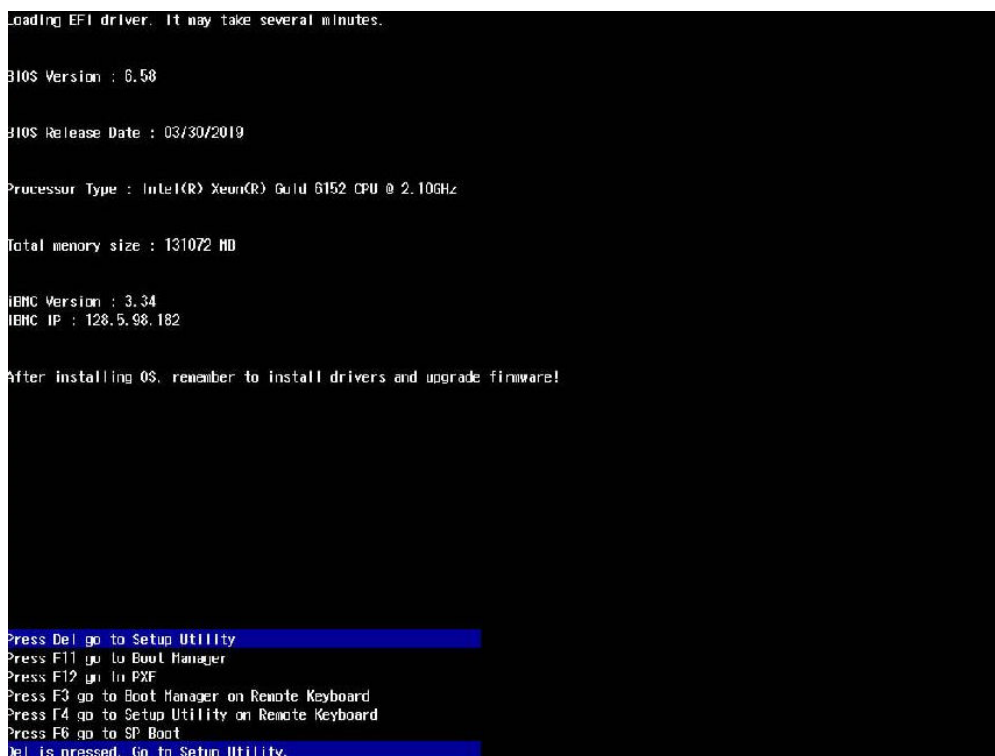 Loading EFI driver. It may take several minutes.
BIOS Version : 6.58
BIOS Release Date : 03/30/2019
Processor Type : Intel(R) Xeon(R) Gold 6152 CPU @ 2.10GHz
Total memory size : 131072 MB
iBMC Version : 3.34
iBMC IP : 128.5.98.182
After installing OS, remember to install drivers and upgrade firmware!
Press Del go to Setup Utility
Press F11 go to Boot Manager
Press F12 go to PXE
Press F3 go to Boot Manager on Remote Keyboard
Press F4 go to Setup Utility on Remote Keyboard
Press F6 go to SP Boot
Del is pressed. Go to Setup Utility.